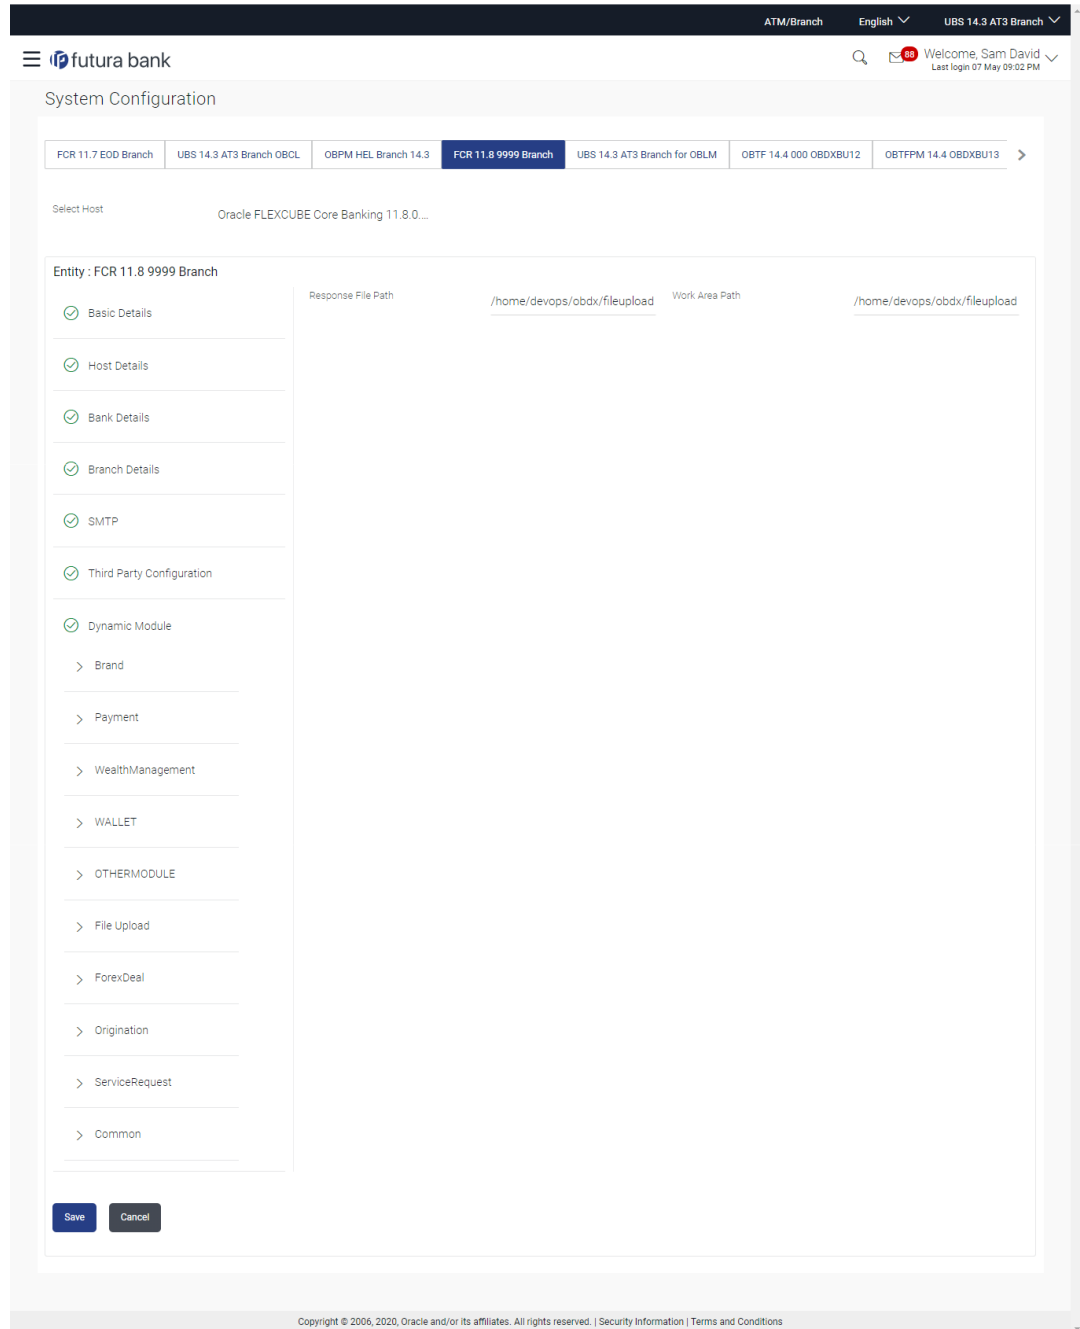 ATM/Branch English UBS 14.3 AT3 Branch
futura bank
88
Welcome, Sam David
Last login 07 May 09:02 PM
System Configuration
FCR 11.7 EOD Branch UBS 14.3 AT3 Branch OBCL OBPM HEL Branch 14.3 FCR 11.8 9999 Branch UBS 14.3 AT3 Branch for OBLM OBTF 14.4 000 OBDXBU12 OBTFPM 14.4 OBDXBU13
Select Host Oracle FLEXCUBE Core Banking 11.8.0....
Entity : FCR 11.8 9999 Branch
Response File Path /home/devops/obdx/fileupload Work Area Path /home/devops/obdx/fileupload
Basic Details
Host Details
Bank Details
Branch Details
SMTP
Third Party Configuration
Dynamic Module
Brand
Payment
WealthManagement
WALLET
OTHERMODULE
File Upload
ForexDeal
Origination
ServiceRequest
Common
Save Cancel
Copyright © 2006, 2020, Oracle and/or its affiliates. All rights reserved. | Security Information | Terms and Conditions